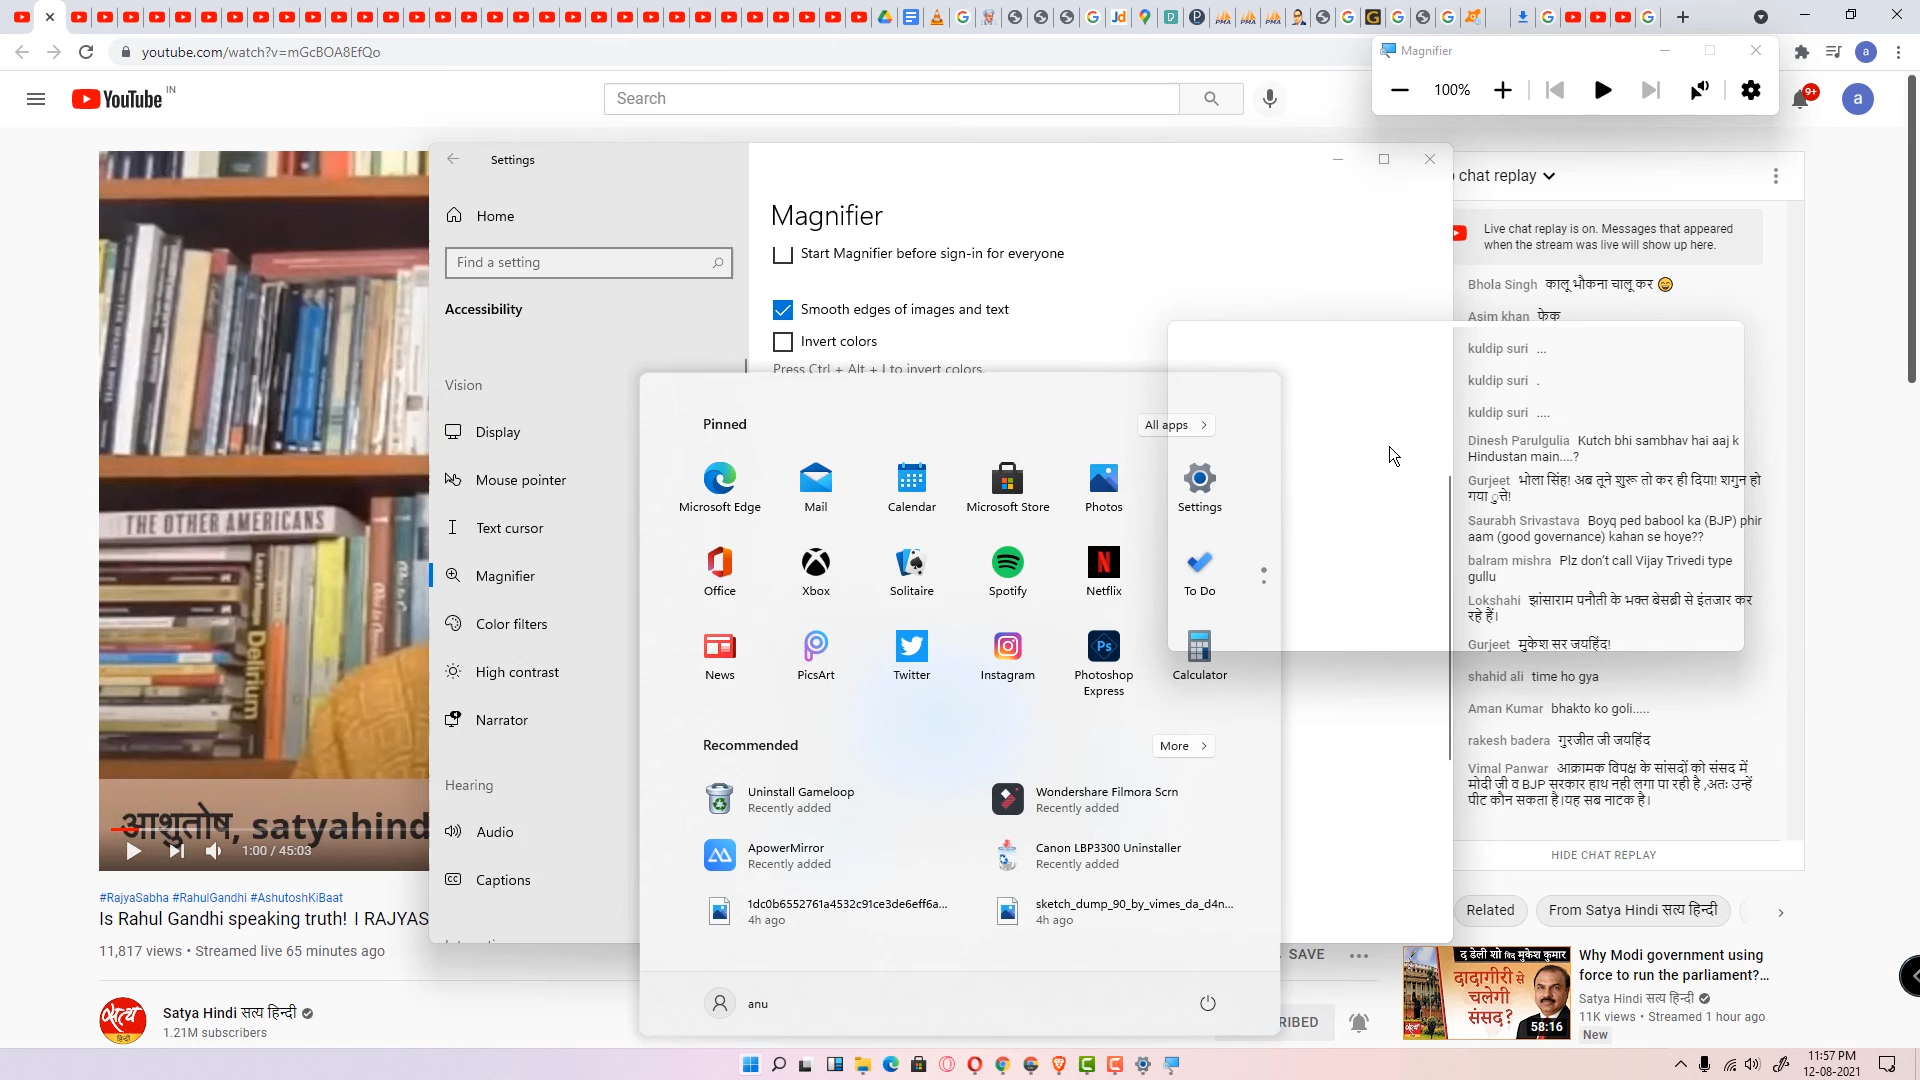 youtube.com/watch?v=mGcBOA8EfQo
Magnifier
100%
YouTube IN
Search
9+
a
a
Settings
Home
Find a setting
Accessibility
Vision
Display
Mouse pointer
Text cursor
Magnifier
Color filters
High contrast
Narrator
Hearing
Audio
Captions
Magnifier
Start Magnifier before sign-in for everyone
Smooth edges of images and text
Invert colors
Press Ctrl + Alt + I to invert colors.
Pinned
All apps
Microsoft Edge
Mail
Calendar
Microsoft Store
Photos
Settings
Office
Xbox
Solitaire
Spotify
Netflix
To Do
News
PicsArt
Twitter
Instagram
Photoshop
Express
Calculator
Recommended
More
Uninstall Gameloop
Recently added
Wondershare Filmora Scrn
Recently added
ApowerMirror
Recently added
Canon LBP3300 Uninstaller
Recently added
1dc0b6552761a4532c91ce3de6eff6a...
4h ago
sketch_dump_90_by_vimes_da_d4n...
4h ago
anu
chat replay
Live chat replay is on. Messages that appeared
when the stream was live will show up here.
Bhola Singh कालू भौकना चालू कर
Asim khan फेक
kuldip suri ...
kuldip suri .
kuldip suri ....
Dinesh Parulgulia Kutch bhi sambhav hai aaj k
Hindustan main....?
Gurjeet भोला सिंह! अब तूने शुरू तो कर ही दिया! शगुन हो
गया ुत्ते!
Saurabh Srivastava Boyq ped babool ka (BJP) phir
aam (good governance) kahan se hoye??
balram mishra Plz don't call Vijay Trivedi type
gullu
Lokshahi झांसाराम पनौती के भक्त बेसब्री से इंतजार कर
रहे हैं।
Gurjeet मुकेश सर जयहिंद!
shahid ali time ho gya
Aman Kumar bhakto ko goli.....
rakesh badera गुरजीत जी जयहिंद
Vimal Panwar आक्रामक विपक्ष के सांसदों को संसद में
मोदी जी व BJP सरकार हाथ नही लगा पा रही है ,अतः उन्हें
पीट कौन सकता है।यह सब नाटक है।
HIDE CHAT REPLAY
THE OTHER AMERICANS
Delirium
आशुतोष, satyahind
1:00 / 45:03
#RajyaSabha #RahulGandhi #AshutoshKiBaat
Is Rahul Gandhi speaking truth! I RAJYAS
11,817 views • Streamed live 65 minutes ago
सत्य
Satya Hindi सत्य हिन्दी
1.21M subscribers
SAVE
RIBED
Related
From Satya Hindi सत्य हिन्दी
द डेली शो विद मुकेश कुमार
दादागीरी से
चलेगी
संसद?
58:16
Why Modi government using
force to run the parliament?...
Satya Hindi सत्य हिन्दी
11K views • Streamed 1 hour ago
New
11:57 PM
12-08-2021